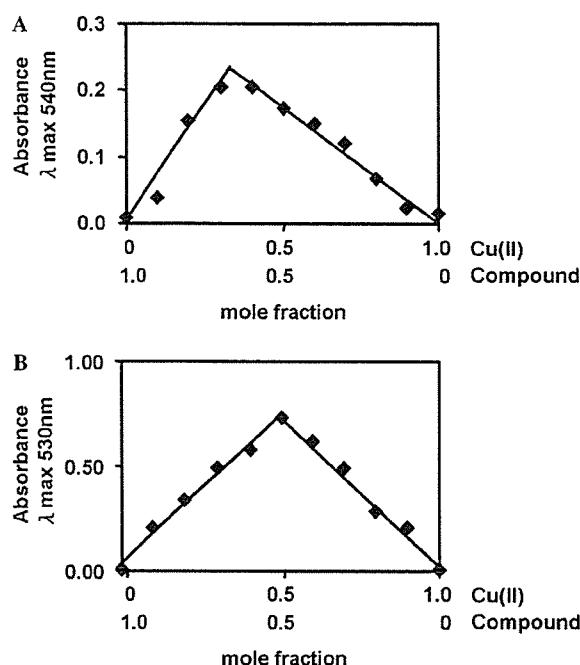 A
Absorbance
λ max 540nm
0.3
0.2
0.1
0.0
0 0.5 1.0 Cu(II)
1.0 0.5 0 Compound
mole fraction
B
Absorbance
λ max 530nm
1.00
0.50
0.00
0 0.5 1.0 Cu(II)
1.0 0.5 0 Compound
mole fraction